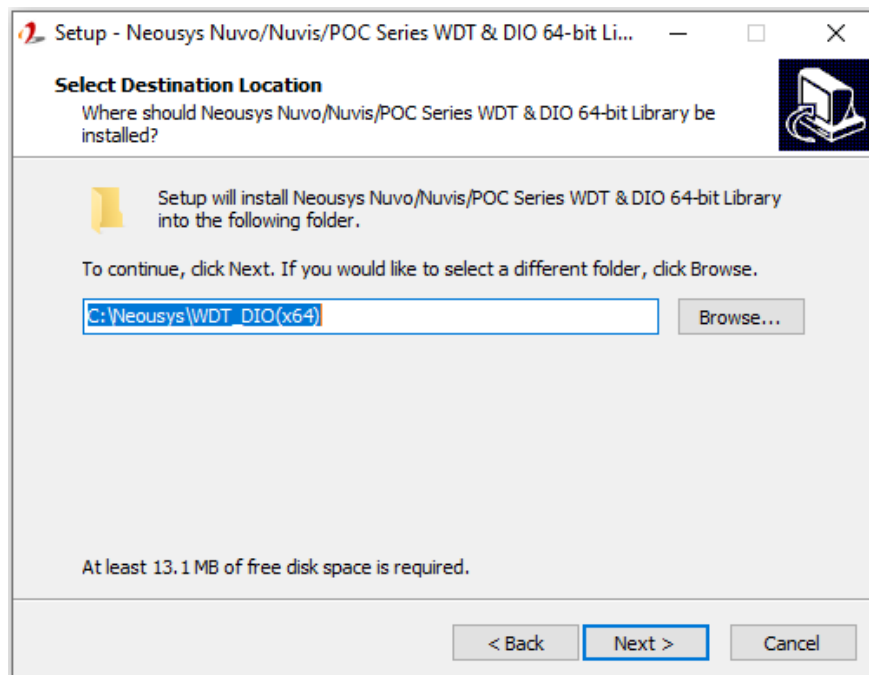 Setup - Neousys Nuvo/Nuvis/POC Series WDT & DIO 64-bit Li...
Select Destination Location
Where should Neousys Nuvo/Nuvis/POC Series WDT & DIO 64-bit Library be
installed?
Setup will install Neousys Nuvo/Nuvis/POC Series WDT & DIO 64-bit Library
into the following folder.
To continue, click Next. If you would like to select a different folder, click Browse.
C:\Neousys\WDT_DIO(x64)
Browse...
At least 13.1 MB of free disk space is required.
< Back
Next >
Cancel